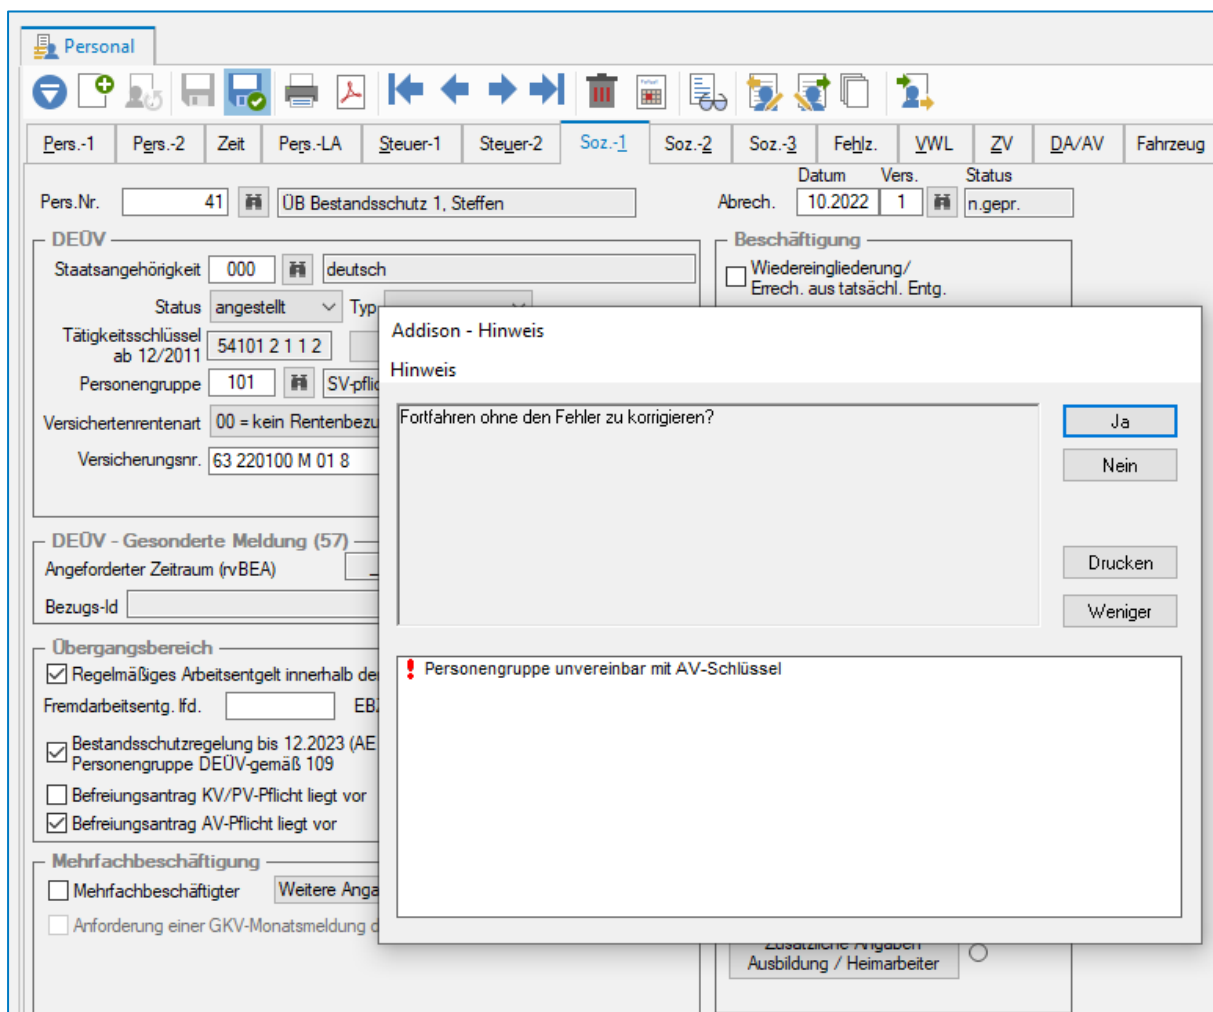 Personal
Pers.-1 Pers.-2 Zeit Pers.-LA Steuer-1 Steuer-2 Soz.-1 Soz.-2 Soz.-3 Fehlz. VWL ZV DA/AV Fahrzeug
Datum Vers. Status
Pers.Nr. 41 ÜB Bestandsschutz 1, Steffen Abrech. 10.2022 1 n.gepr.
DEÜV
Staatsangehörigkeit 000 deutsch
Status angestellt Typ
Tätigkeitsschlüssel
ab 12/2011 54101 2 1 1 2
Personengruppe 101 SV-pflic
Versichertenrentenart 00 = kein Rentenbezu
Versicherungsnr. 63 220100 M 01 8
Beschäftigung
Wiedereingliederung/
Errech. aus tatsächl. Entg.
DEÜV - Gesonderte Meldung (57)
Angeforderter Zeitraum (rvBEA)
Bezugs-Id
Übergangsbereich
Regelmäßiges Arbeitsentgelt innerhalb de
Fremdarbeitsentg. lfd.
Bestandsschutzregelung bis 12.2023 (AE
Personengruppe DEÜV-gemäß 109
Befreiungsantrag KV/PV-Pflicht liegt vor
Befreiungsantrag AV-Pflicht liegt vor
Mehrfachbeschäftigung
Mehrfachbeschäftigter Weitere Anga
Anforderung einer GKV-Monatsmeldung d
Addison - Hinweis
Hinweis
Fortfahren ohne den Fehler zu korrigieren?
Ja
Nein
Drucken
Weniger
Personengruppe unvereinbar mit AV-Schlüssel
Zusätzliche Angaben
Ausbildung / Heimarbeiter